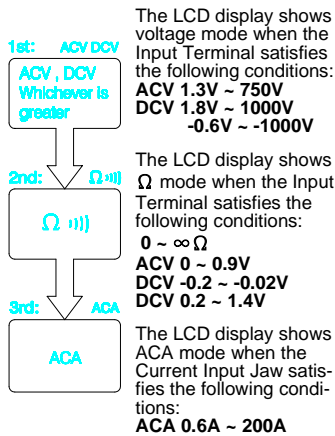 The LCD display shows
voltage mode when the
Input Terminal satisfies
the following conditions:
ACV 1.3V ~ 750V
DCV 1.8V ~ 1000V
-0.6V ~ -1000V
1st: ACV DCV
ACV , DCV
Whichever is
greater
The LCD display shows
Ω mode when the Input
Terminal satisfies the
following conditions:
0 ~ ∞ Ω
ACV 0 ~ 0.9V
DCV -0.2 ~ -0.02V
DCV 0.2 ~ 1.4V
2nd: Ω •)))
Ω •)))
The LCD display shows
ACA mode when the
Current Input Jaw satis-
fies the following condi-
tions:
ACA 0.6A ~ 200A
3rd: ACA
ACA